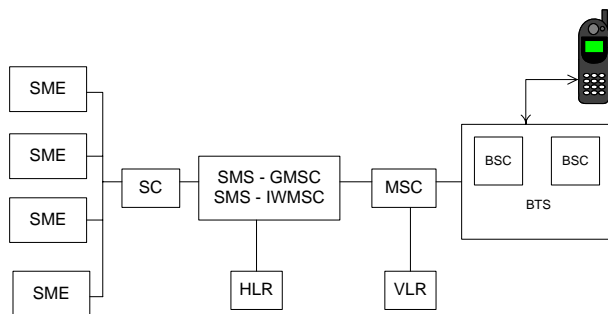 SME
SME
SME
SME
SC
SMS - GMSC
SMS - IWMSC
HLR
MSC
VLR
BSC
BSC
BTS